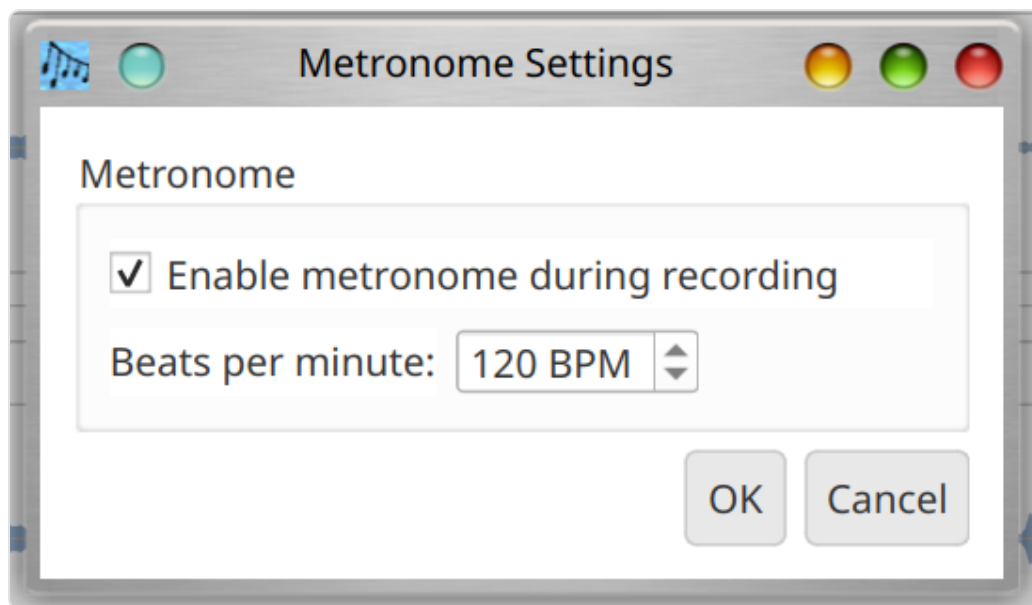 Metronome Settings
Metronome
Enable metronome during recording
Beats per minute: 120 BPM
OK Cancel